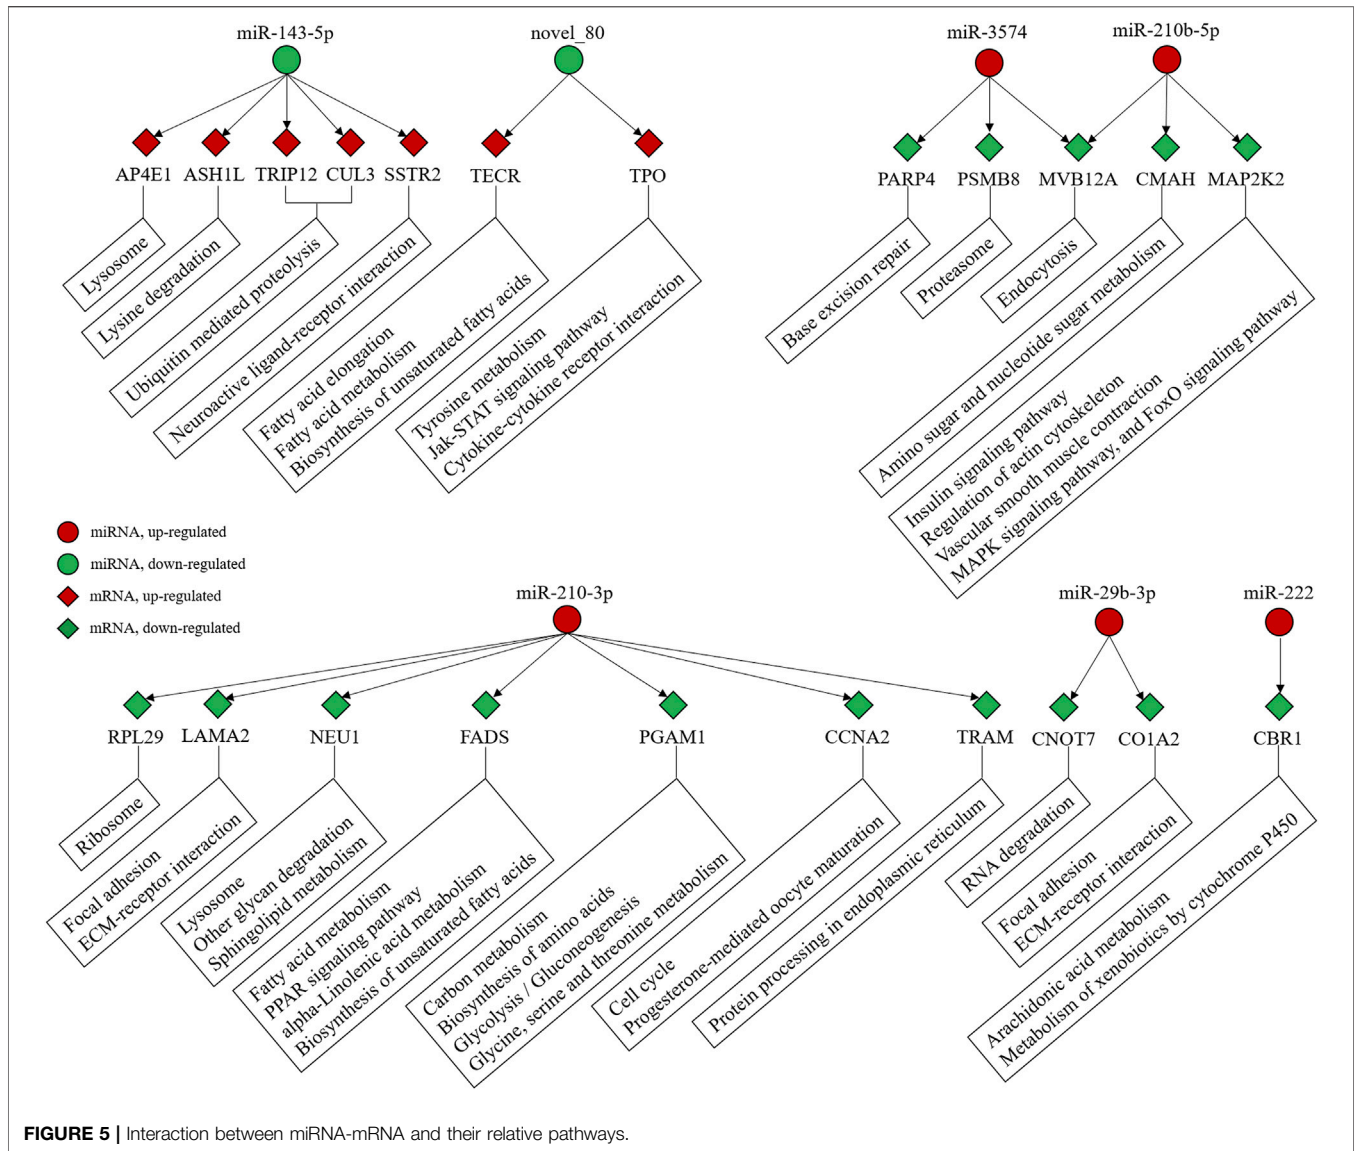 miR-143-5p
novel_80
miR-3574
miR-210b-5p
AP4E1
ASH1L
TRIP12
CUL3
SSTR2
TECR
TPO
PARP4
PSMB8
MVB12A
CMAH
MAP2K2
Lysosome
Lysine degradation
Ubiquitin mediated proteolysis
Neuroactive ligand-receptor interaction
Fatty acid elongation
Fatty acid metabolism
Biosynthesis of unsaturated fatty acids
Tyrosine metabolism
Jak-STAT signaling pathway
Cytokine-cytokine receptor interaction
Base excision repair
Proteasome
Endocytosis
Amino sugar and nucleotide sugar metabolism
Insulin signaling pathway
Regulation of actin cytoskeleton
Vascular smooth muscle contraction
MAPK signaling pathway, and FoxO signaling pathway
miRNA, up-regulated
miRNA, down-regulated
mRNA, up-regulated
mRNA, down-regulated
miR-210-3p
miR-29b-3p
miR-222
RPL29
LAMA2
NEU1
FADS
PGAM1
CCNA2
TRAM
CNOT7
CO1A2
CBR1
Ribosome
Focal adhesion
ECM-receptor interaction
Lysosome
Other glycan degradation
Sphingolipid metabolism
Fatty acid metabolism
PPAR signaling pathway
alpha-Linolenic acid metabolism
Biosynthesis of unsaturated fatty acids
Carbon metabolism
Biosynthesis of amino acids
Glycolysis / Gluconeogenesis
Glycine, serine and threonine metabolism
Cell cycle
Progesterone-mediated oocyte maturation
Protein processing in endoplasmic reticulum
RNA degradation
Focal adhesion
ECM-receptor interaction
Arachidonic acid metabolism
Metabolism of xenobiotics by cytochrome P450
FIGURE 5 | Interaction between miRNA-mRNA and their relative pathways.